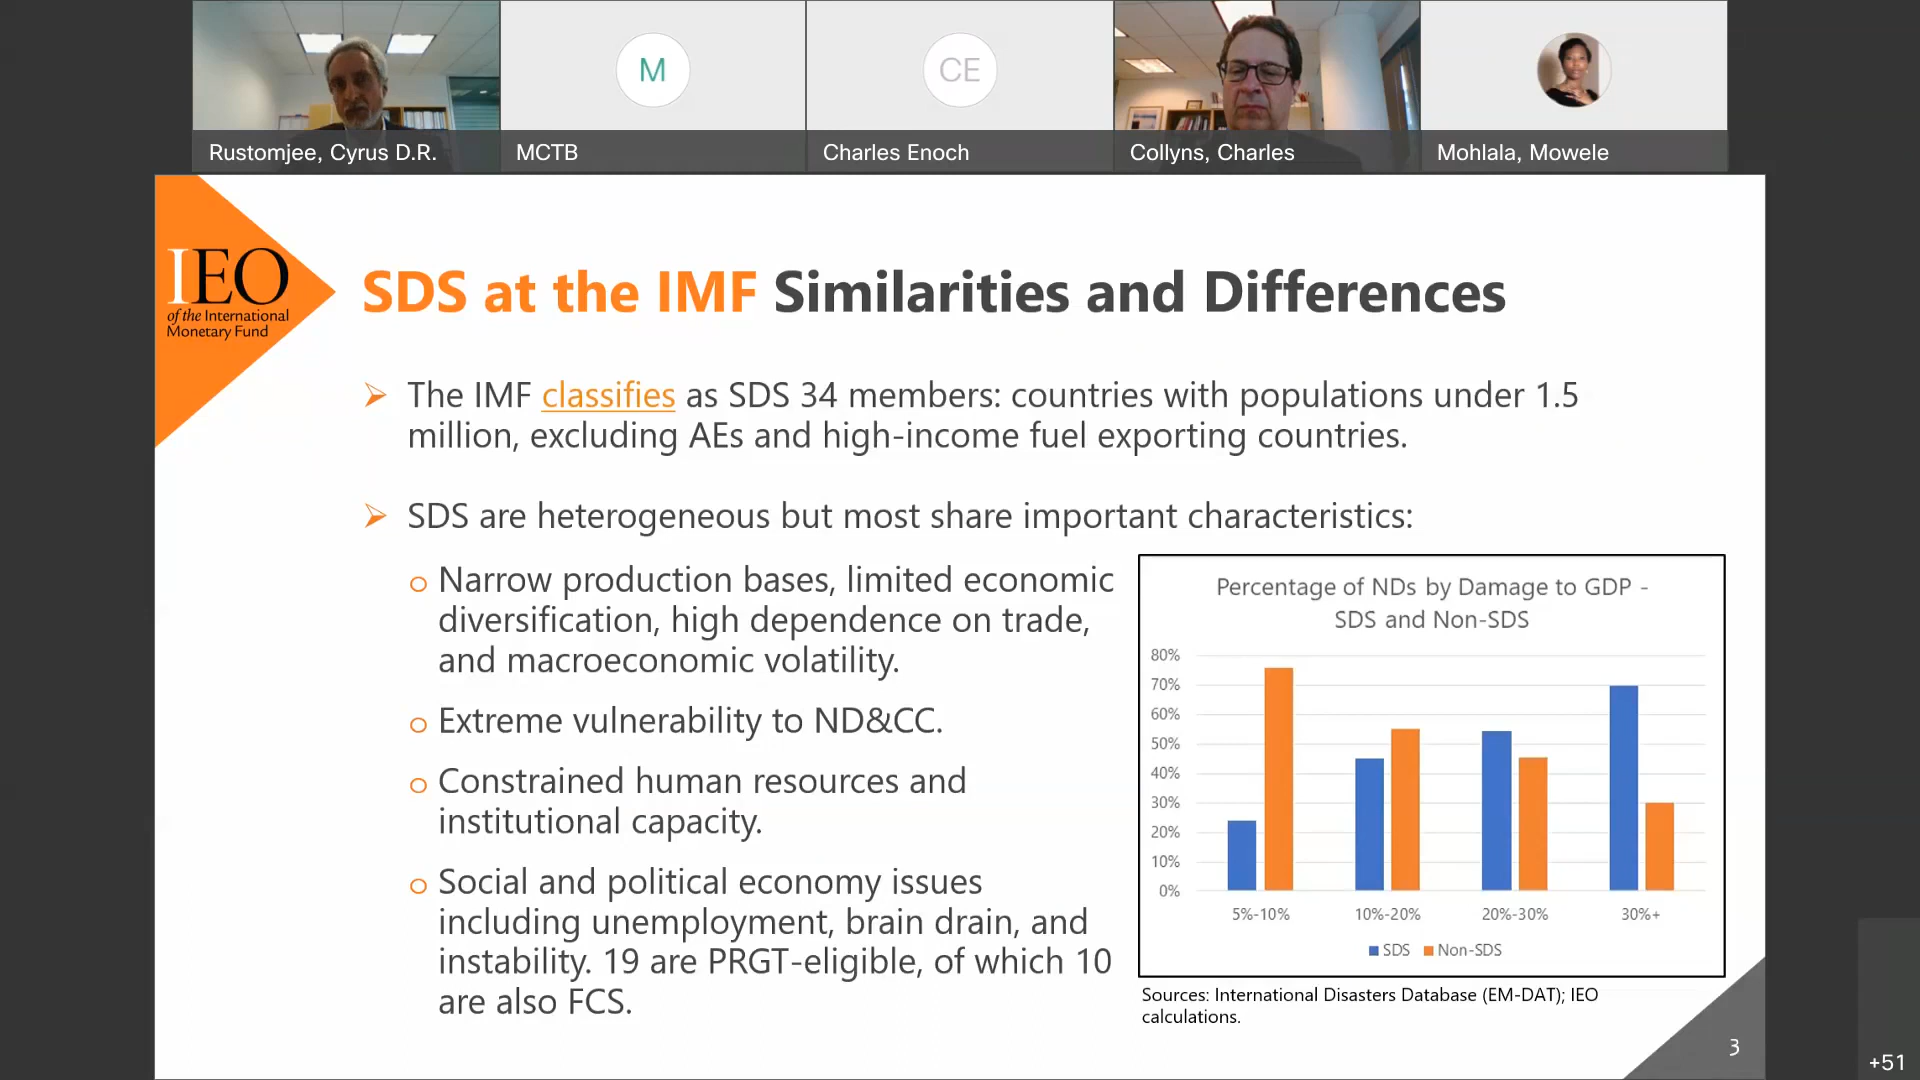 M
CE
Rustomjee, Cyrus D.R.
MCTB
Charles Enoch
Collyns, Charles
Mohlala, Mowele
IEO
of the International
Monetary Fund
SDS at the IMF Similarities and Differences
The IMF classifies as SDS 34 members: countries with populations under 1.5
million, excluding AEs and high-income fuel exporting countries.
SDS are heterogeneous but most share important characteristics:
Narrow production bases, limited economic
diversification, high dependence on trade,
and macroeconomic volatility.
Extreme vulnerability to ND&CC.
Constrained human resources and
institutional capacity.
Social and political economy issues
including unemployment, brain drain, and
instability. 19 are PRGT-eligible, of which 10
are also FCS.
Percentage of NDs by Damage to GDP -
SDS and Non-SDS
80%
70%
60%
50%
40%
30%
20%
10%
0%
5%-10% 10%-20% 20%-30% 30%+
SDS Non-SDS
Sources: International Disasters Database (EM-DAT); IEO
calculations.
3
+51